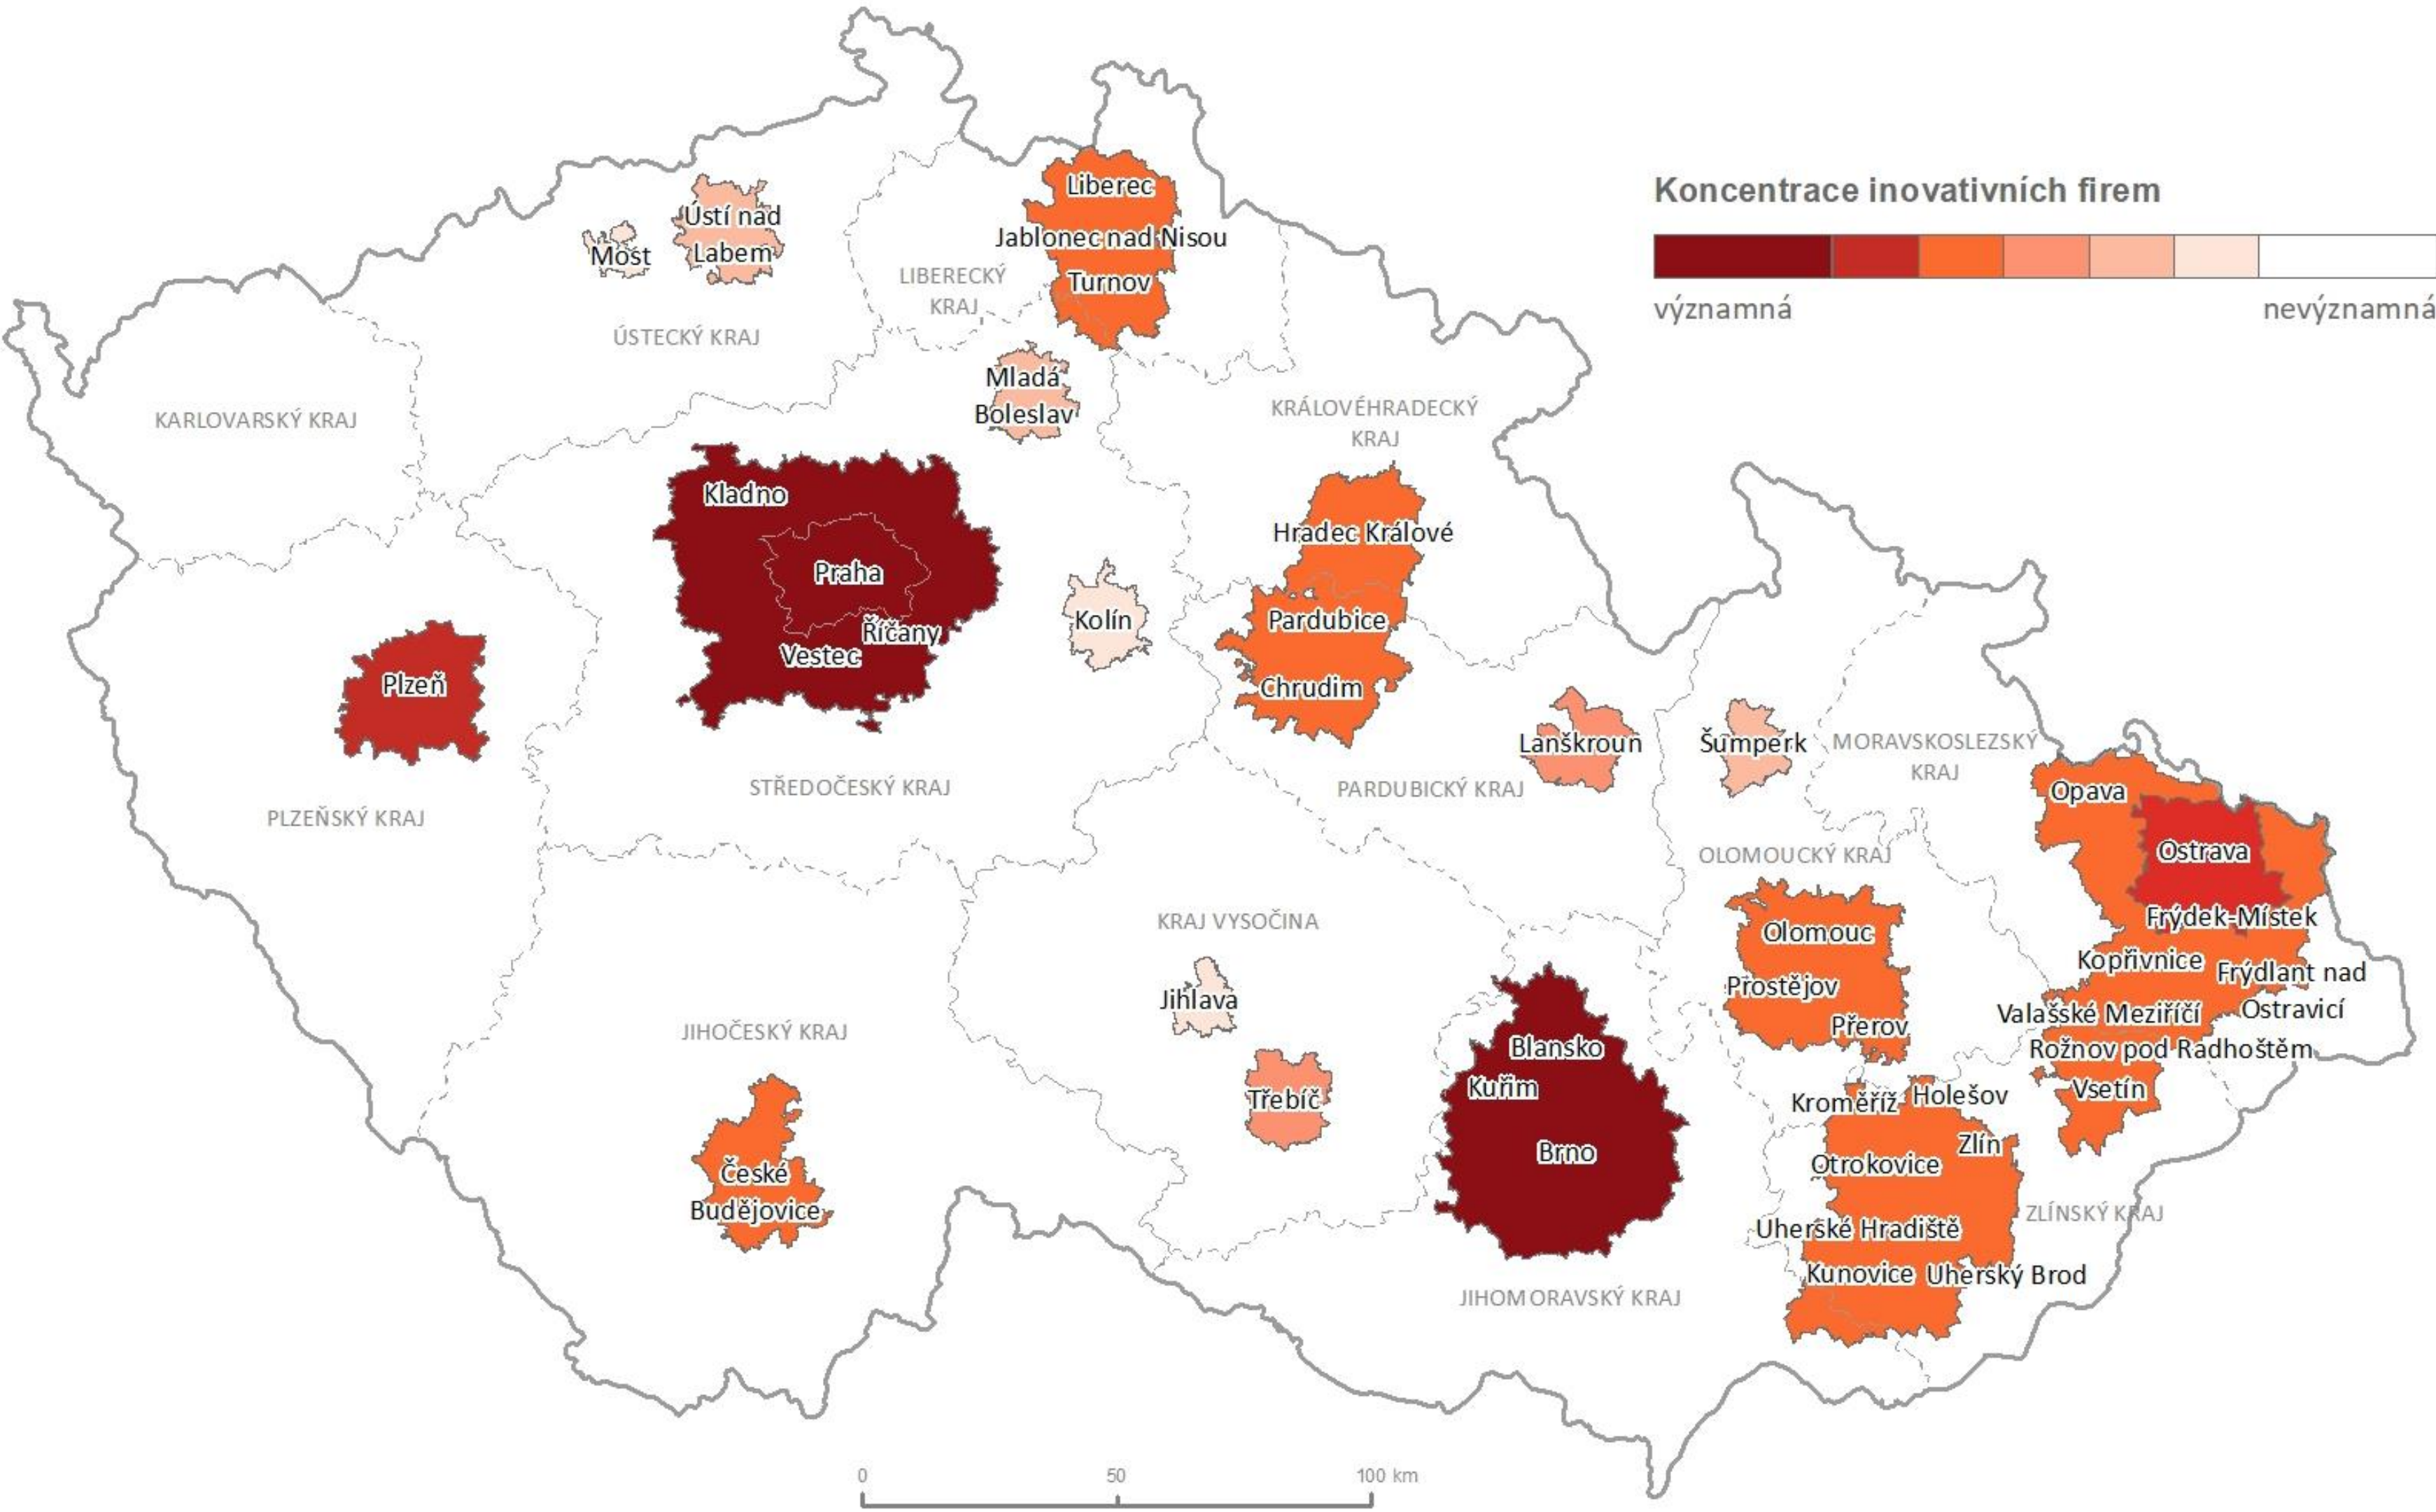 Koncentrace inovativních firem
významná
nevýznamná
Liberec
Jablonec nad Nisou
Turnov
Ústí nad
Labem
Most
LIBERECKÝ
KRAJ
ÚSTECKÝ KRAJ
Mladá
Boleslav
KARLOVARSKÝ KRAJ
KRÁLOVÉHRADECKÝ
KRAJ
Kladno
Praha
Říčany
Vestec
Kolín
Hradec Králové
Pardubice
Chrudim
Plzeň
PLZEŇSKÝ KRAJ
STŘEDOČESKÝ KRAJ
PARDUBICKÝ KRAJ
Lanškroun
Šumperk
MORAVSKOSLEZSKÝ
KRAJ
Opava
Ostrava
Frýdek-Místek
Kopřivnice
Frýdlant nad
Ostravicí
Valašské Meziříčí
Rožnov pod Radhoštěm
Vsetín
OLOMOUCKÝ KRAJ
Olomouc
Prostějov
Přerov
KRAJ VYSOČINA
Jihlava
Třebíč
JIHOČESKÝ KRAJ
České
Budějovice
Blansko
Kuřim
Brno
JIHOMORAVSKÝ KRAJ
Kroměříž
Holešov
Zlín
Otrokovice
Uherské Hradiště
ZLÍNSKÝ KRAJ
Kunovice
Uherský Brod
0
50
100 km